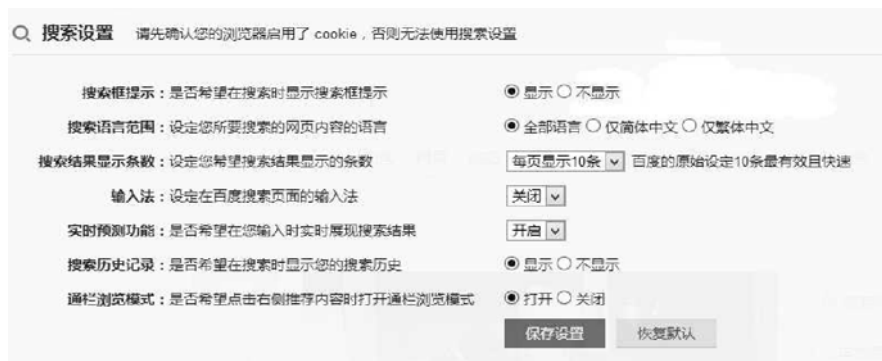 搜索设置 请先确认您的浏览器启用了 cookie，否则无法使用搜索设置
搜索框提示：是否希望在搜索时显示搜索框提示 显示 不显示
搜索语言范围：设定您所要搜索的网页内容的语言 全部语言 仅简体中文 仅繁体中文
搜索结果显示条数：设定您希望搜索结果显示的条数 每页显示10条 百度的原始设定10条最有效且快速
输入法：设定在百度搜索页面的输入法 关闭
实时预测功能：是否希望在您输入时实时展现搜索结果 开启
搜索历史记录：是否希望在搜索时显示您的搜索历史 显示 不显示
通栏浏览模式：是否希望点击右侧推荐内容时打开通栏浏览模式 打开 关闭
保存设置 恢复默认